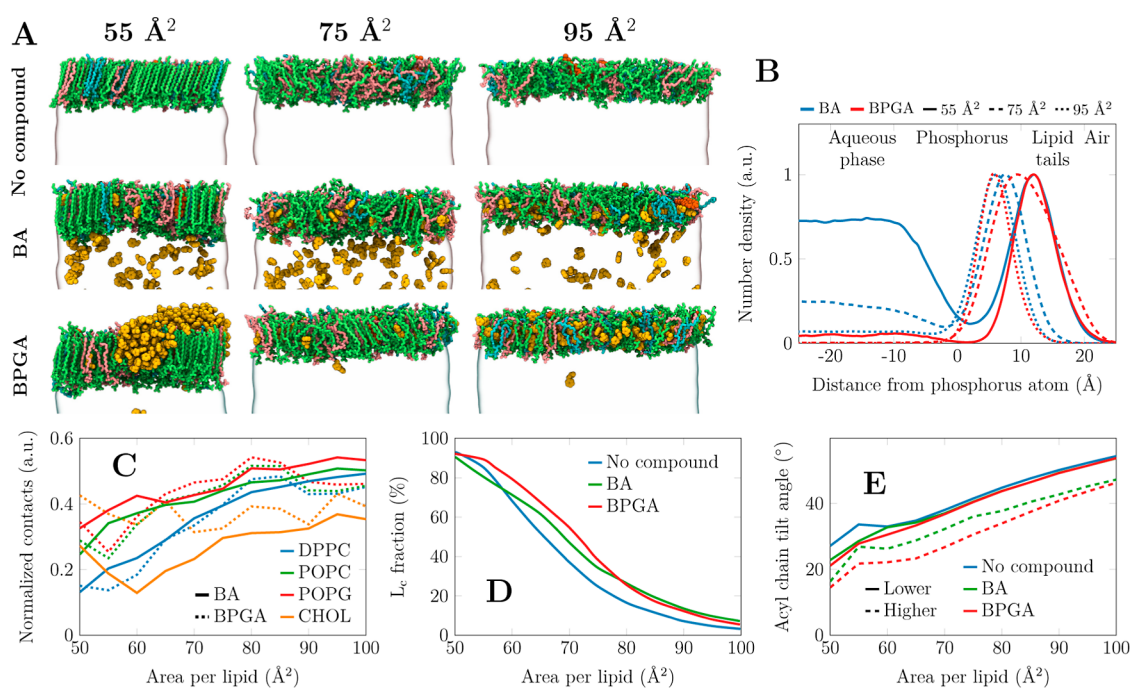 A
55 Å²
75 Å²
95 Å²
No compound
BA
BPGA
B
BA BPGA 55 Å² 75 Å² 95 Å²
Aqueous phase
Phosphorus
Lipid tails
Air
Number density (a.u.)
1
0.5
0
-20 -10 0 10 20
Distance from phosphorus atom (Å)
C
Normalized contacts (a.u.)
0.6
0.4
0.2
0
50 60 70 80 90 100
Area per lipid (Å²)
BA
BPGA
DPPC
POPC
POPG
CHOL
D
L_c fraction (%)
100
80
60
40
20
0
50 60 70 80 90 100
Area per lipid (Å²)
No compound
BA
BPGA
E
Acyl chain tilt angle (°)
40
20
0
50 60 70 80 90 100
Area per lipid (Å²)
Lower
Higher
No compound
BA
BPGA